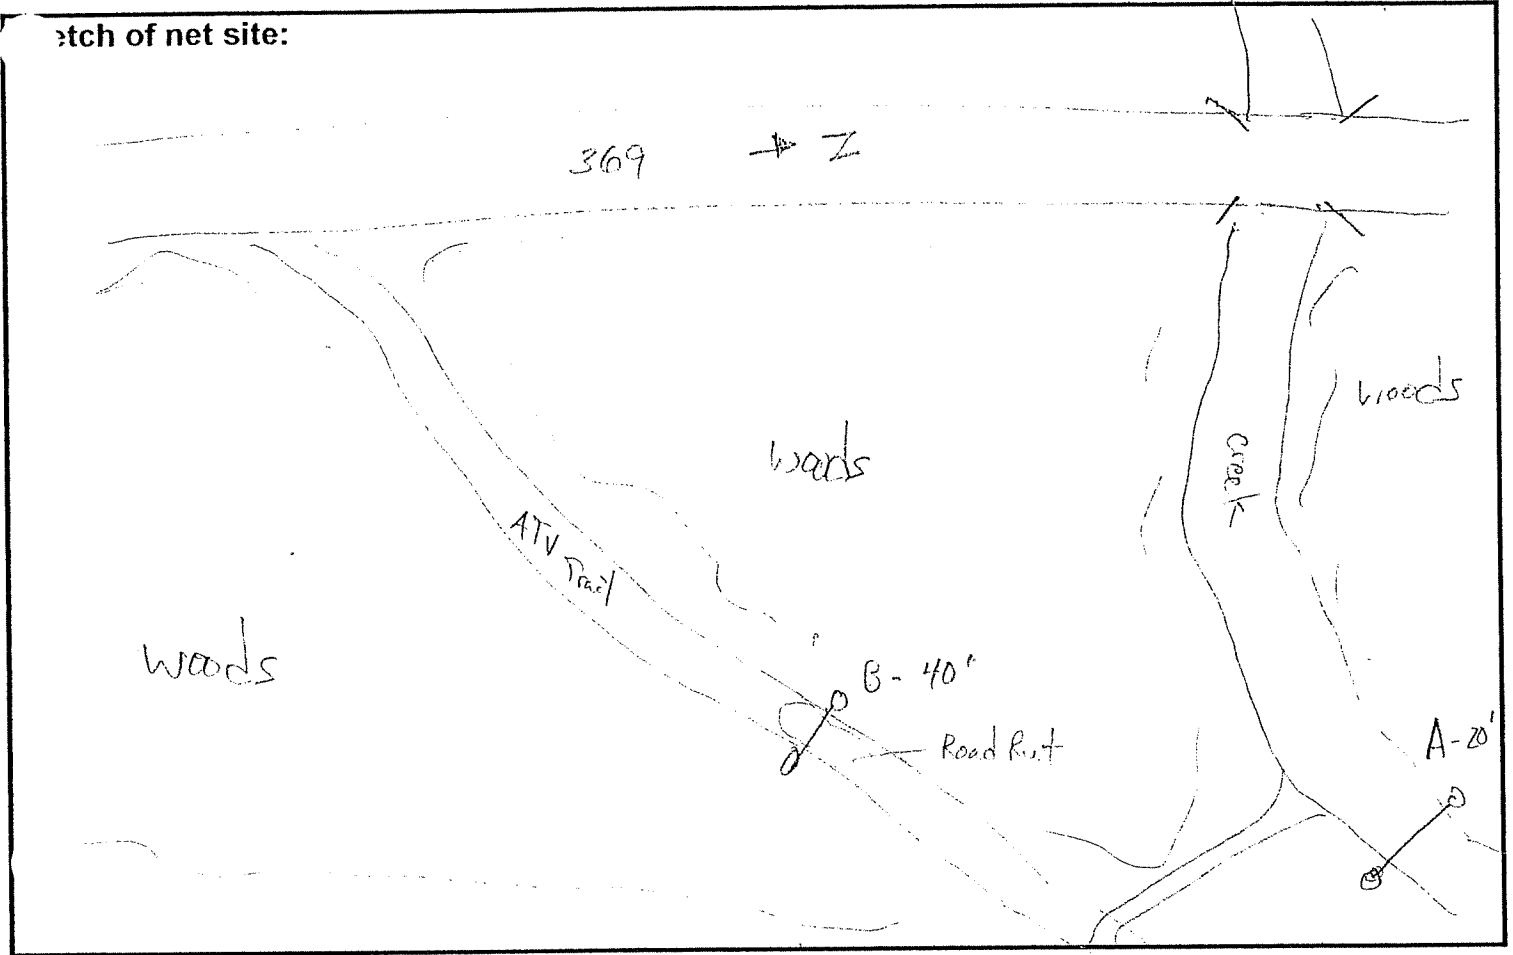 etch of net site:
369
N
woods
woods
Creek
ATV
Trail
woods
B - 40'
Road Rut
A - 20'